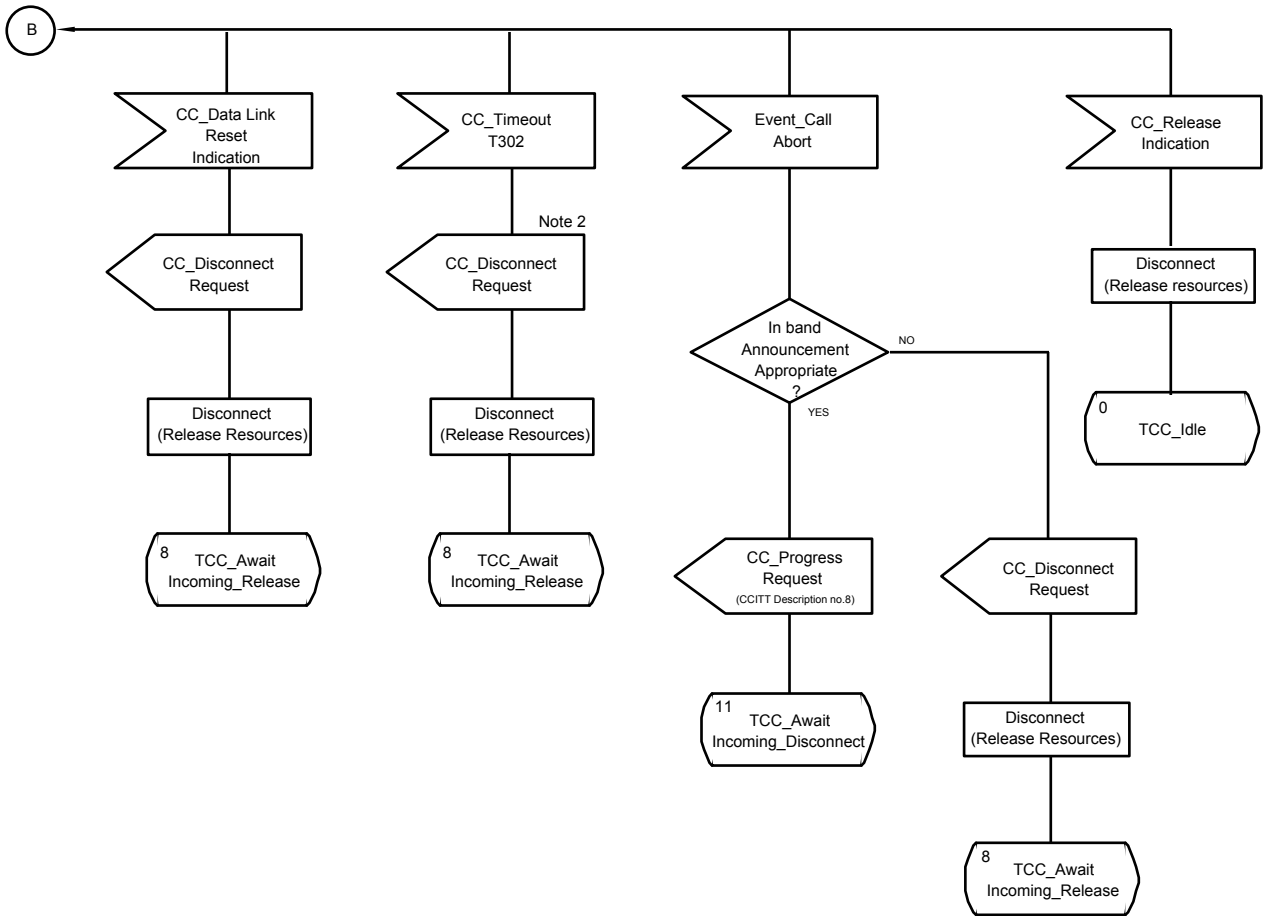 B
CC_Data Link
Reset
Indication
CC_Timeout
T302
Event_Call
Abort
CC_Release
Indication
Note 2
CC_Disconnect
Request
CC_Disconnect
Request
Disconnect
(Release resources)
In band
Announcement
Appropriate
?
NO
YES
Disconnect
(Release Resources)
Disconnect
(Release Resources)
0
TCC_Idle
8
TCC_Await
Incoming_Release
8
TCC_Await
Incoming_Release
CC_Progress
Request
(CCITT Description no.8)
CC_Disconnect
Request
11
TCC_Await
Incoming_Disconnect
Disconnect
(Release Resources)
8
TCC_Await
Incoming_Release